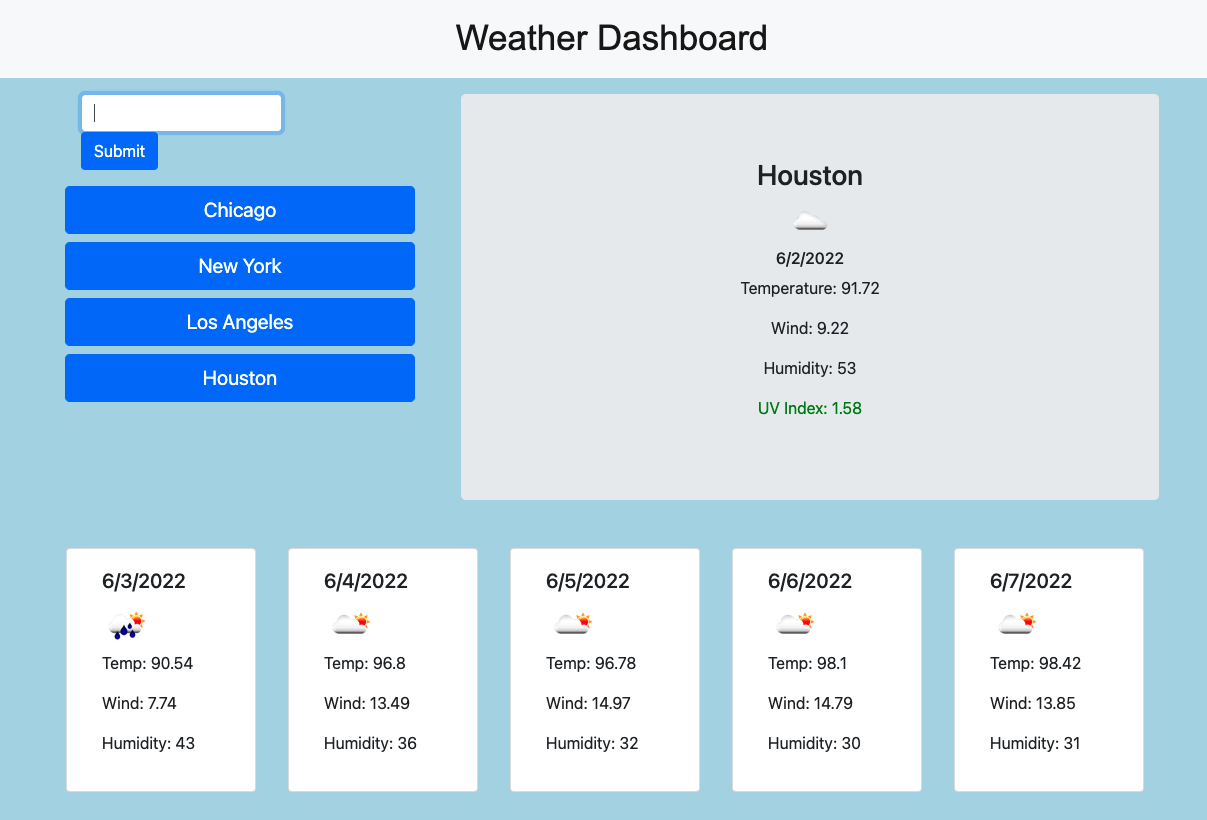 Weather Dashboard
Submit
Chicago
New York
Los Angeles
Houston
Houston
6/2/2022
Temperature: 91.72
Wind: 9.22
Humidity: 53
UV Index: 1.58
6/3/2022
Temp: 90.54
Wind: 7.74
Humidity: 43
6/4/2022
Temp: 96.8
Wind: 13.49
Humidity: 36
6/5/2022
Temp: 96.78
Wind: 14.97
Humidity: 32
6/6/2022
Temp: 98.1
Wind: 14.79
Humidity: 30
6/7/2022
Temp: 98.42
Wind: 13.85
Humidity: 31